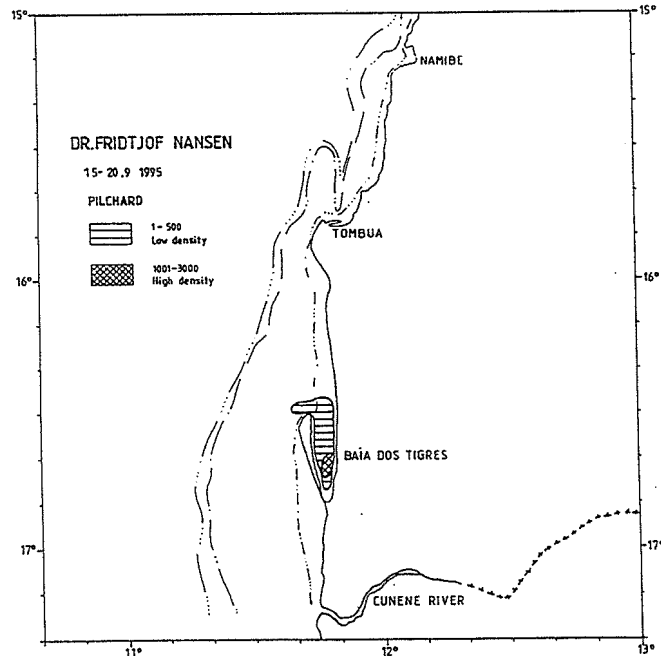 15°
15°
NAMIBE
DR.FRIDTJOF NANSEN
15-20.9 1995
PILCHARD
1-500
Low density
TOMBUA
1001-3000
High density
16°
16°
BAÍA DOS TIGRES
17°
17°
CUNENE RIVER
11°
12°
13°